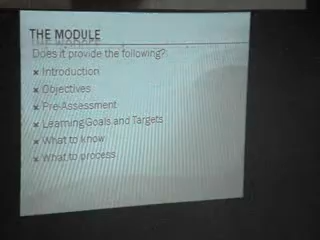 THE MODULE
Does it provide the following?
× Introduction
× Objectives
× Pre-Assessment
× Learning Goals and Targets
× What to know
× What to process